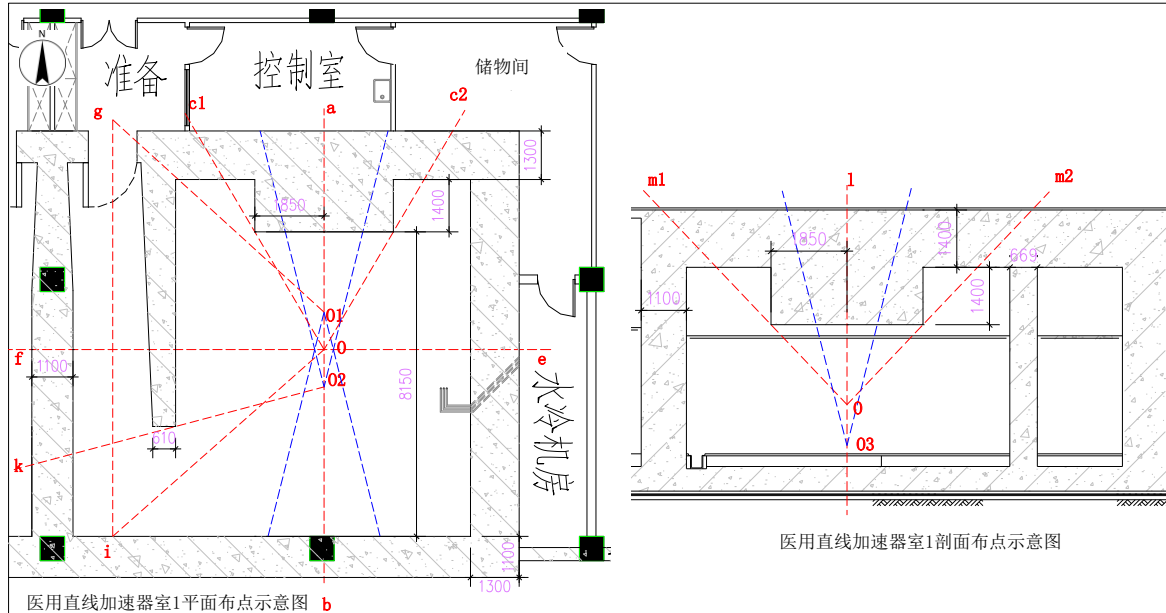 N
准备
控制室
储物间
g
c1
a
c2
1300
1850
1400
O1
O
O2
f
e
1100
8150
610
k
水冷机房
i
1100
1300
b
医用直线加速器室1平面布点示意图
m1
l
m2
1850
1400
669
1100
1400
O
O3
医用直线加速器室1剖面布点示意图